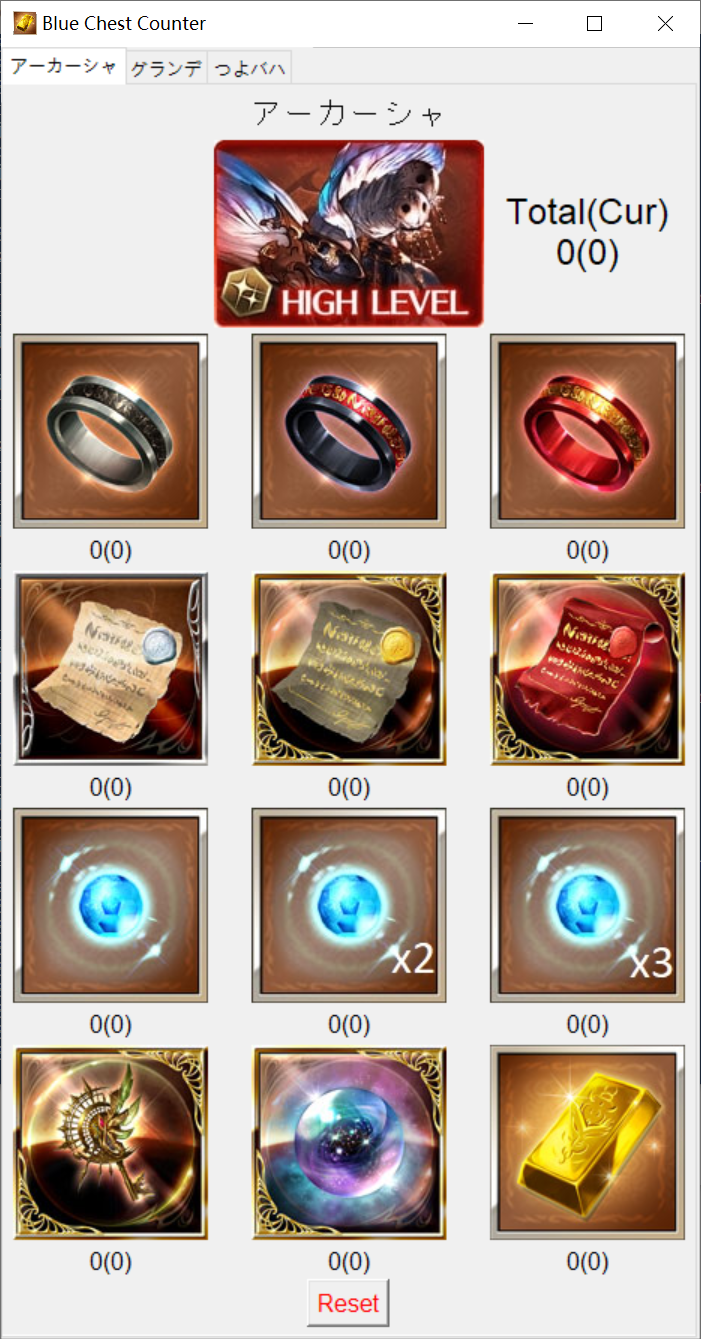 Blue Chest Counter
アーカーシャ グランデ つよバハ
アーカーシャ
Total(Cur)
0(0)
HIGH LEVEL
0(0) 0(0) 0(0)
0(0) 0(0) 0(0)
x2 x3
0(0) 0(0) 0(0)
0(0) 0(0) 0(0)
Reset